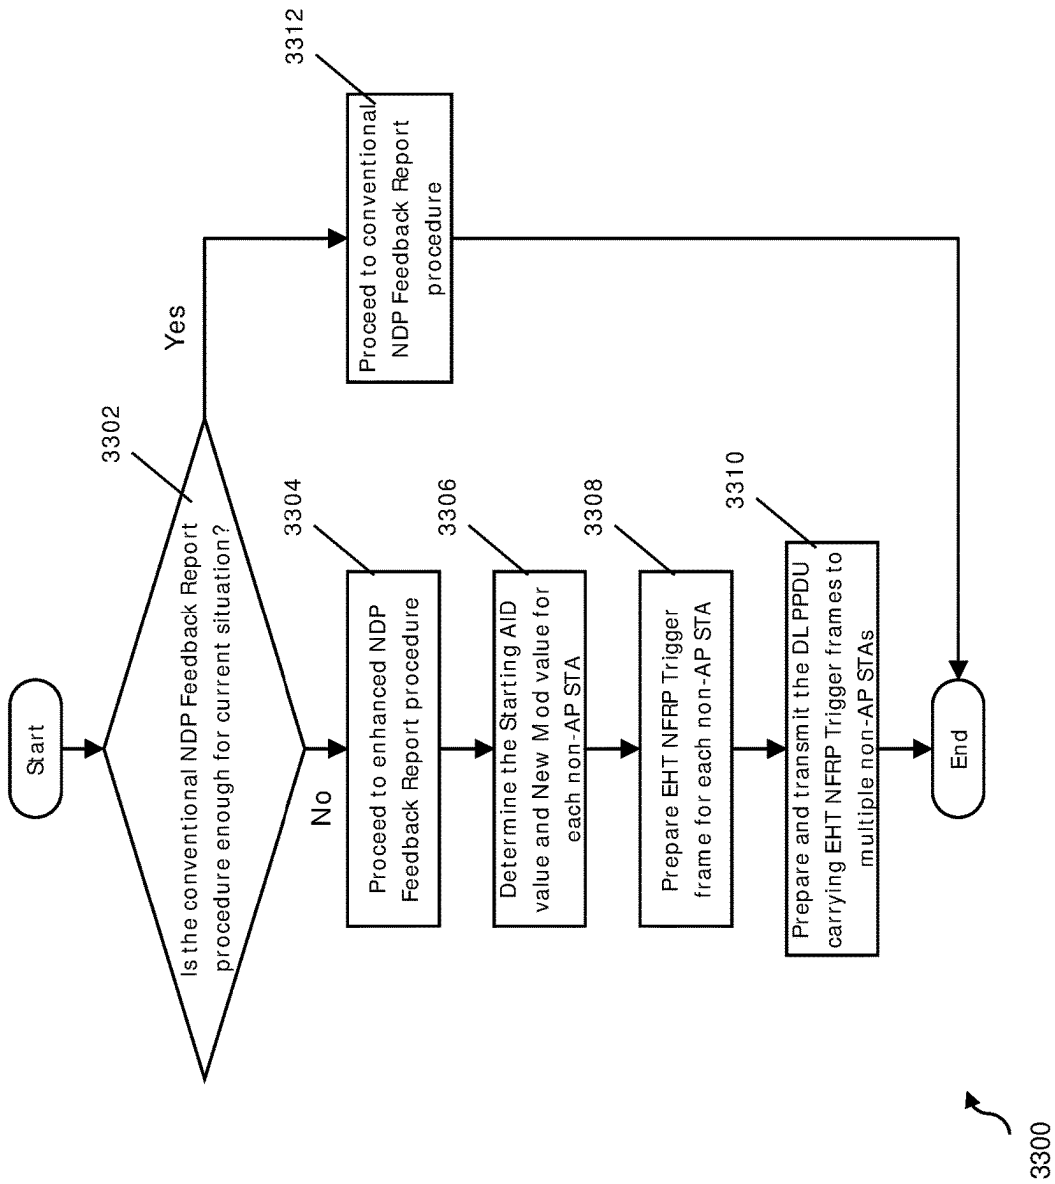 Start
3302
Is the conventional NDP Feedback Report
procedure enough for current situation?
Yes
No
3312
Proceed to conventional
NDP Feedback Report
procedure
3304
Proceed to enhanced NDP
Feedback Report procedure
3306
Determine the Starting AID
value and New Mod value for
each non-AP STA
3308
Prepare EHT NFRP Trigger
frame for each non-AP STA
3310
Prepare and transmit the DL PPDU
carrying EHT NFRP Trigger frames to
multiple non-AP STAs
End
3300